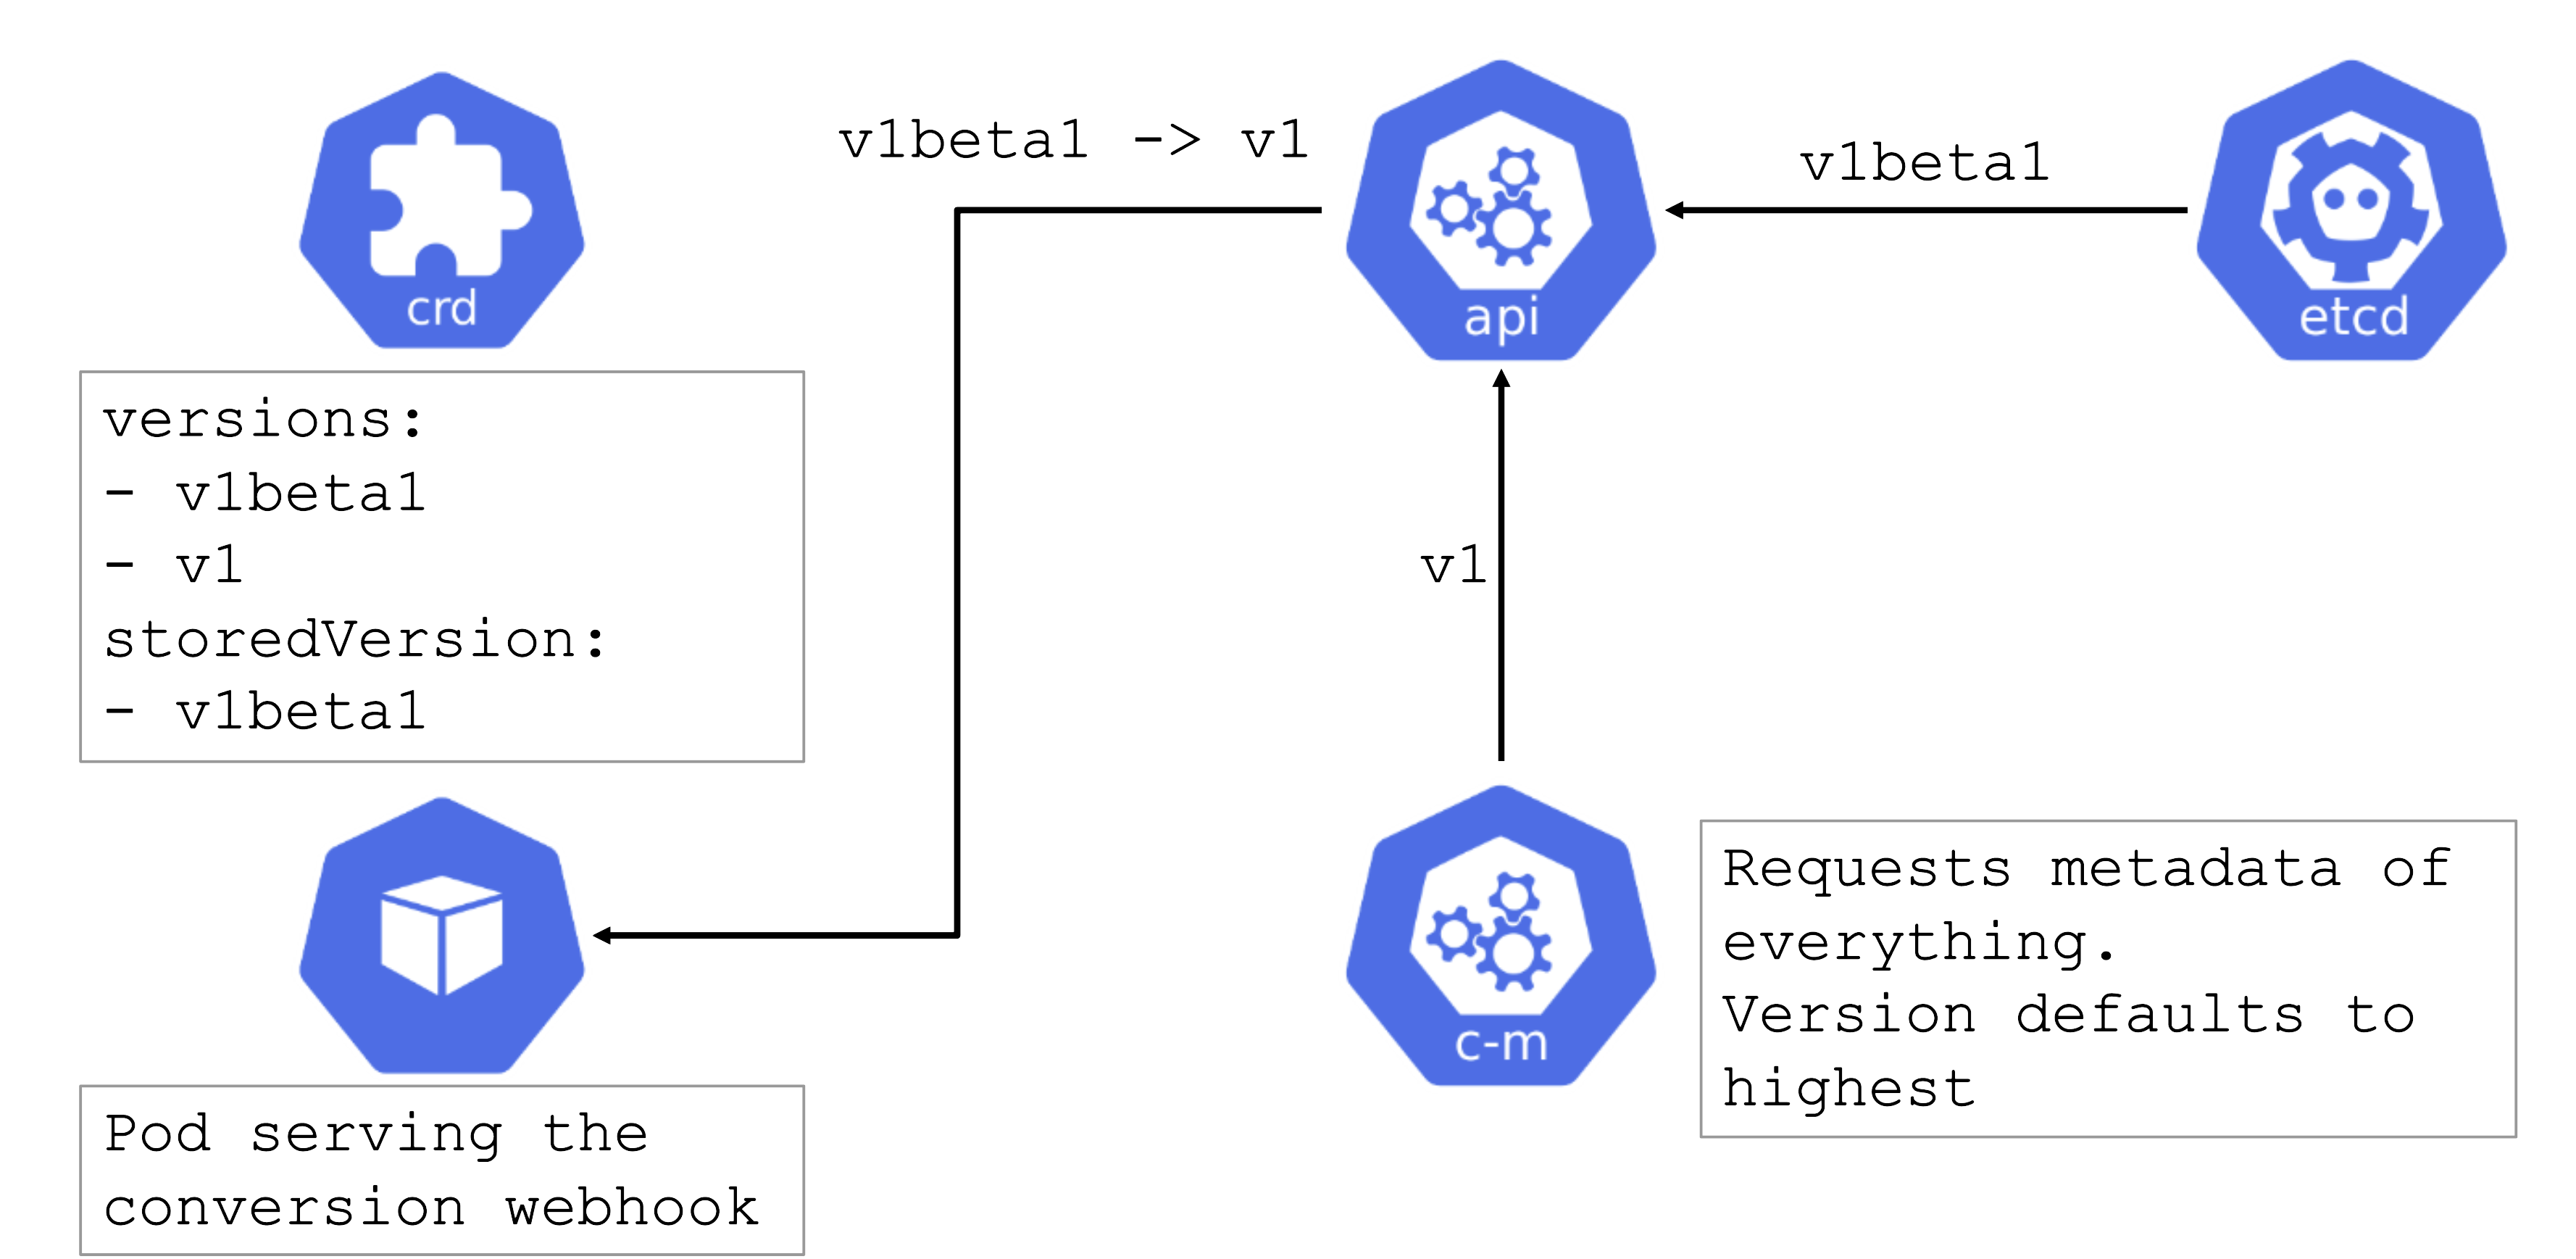 crd
versions:
- v1beta1
- v1
storedVersion:
- v1beta1
Pod serving the
conversion webhook
v1beta1 -> v1
api
v1beta1
etcd
v1
c-m
Requests metadata of
everything.
Version defaults to
highest